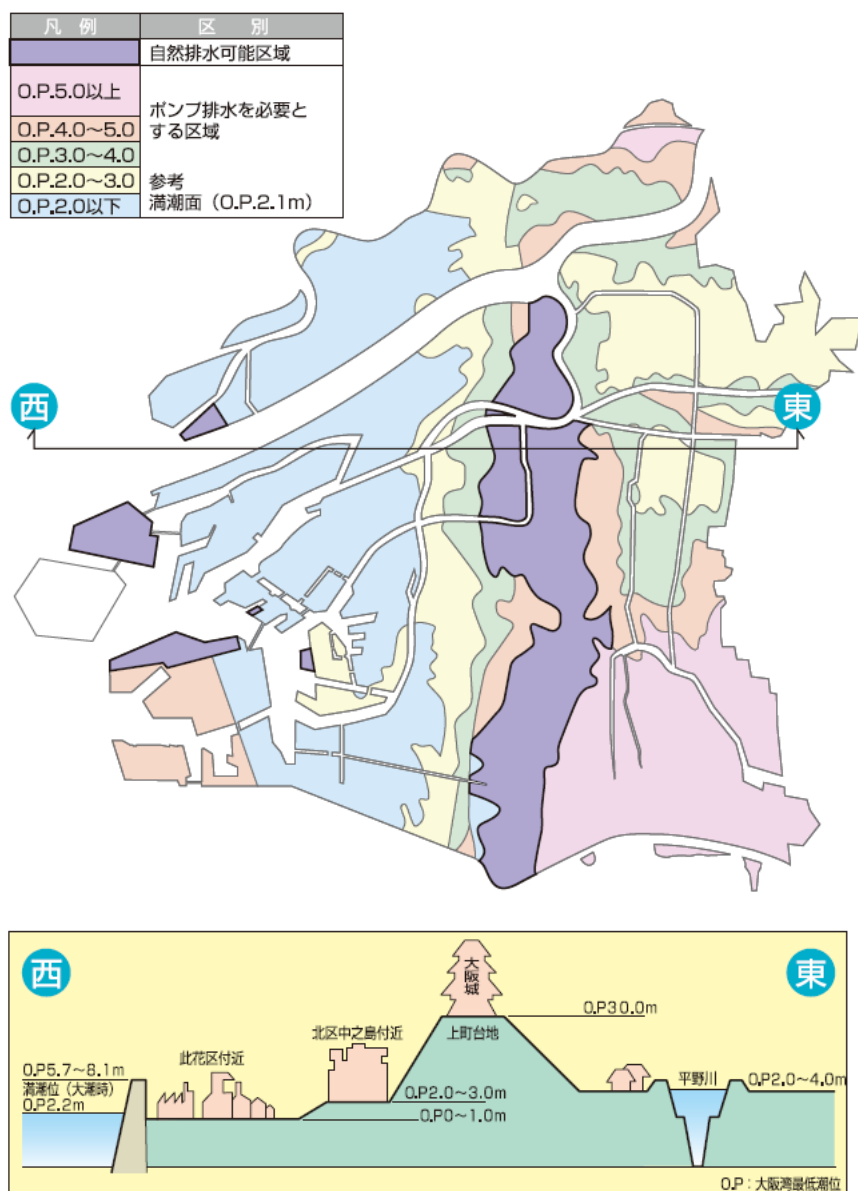 凡 例 区 別
自然排水可能区域
O.P.5.0以上
ポンプ排水を必要と
する区域
O.P.4.0〜5.0
O.P.3.0〜4.0
O.P.2.0〜3.0
参考
満潮面（O.P.2.1m）
O.P.2.0以下
西
東
西
東
大阪城
O.P30.0m
上町台地
北区中之島付近
此花区付近
O.P5.7〜8.1m
満潮位（大潮時）
O.P2.2m
平野川
O.P2.0〜4.0m
O.P2.0〜3.0m
O.P0〜1.0m
O.P：大阪湾最低潮位